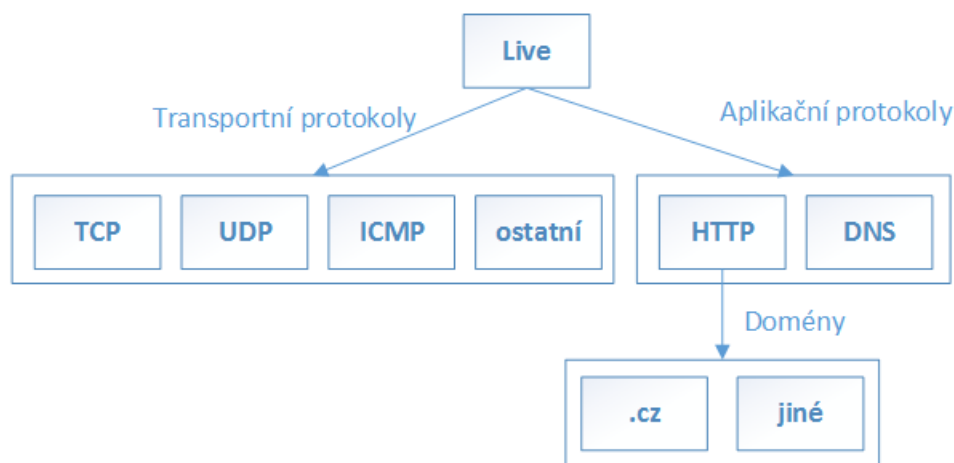 Live
Transportní protokoly
Aplikační protokoly
TCP
UDP
ICMP
ostatní
HTTP
DNS
Domény
.cz
jiné